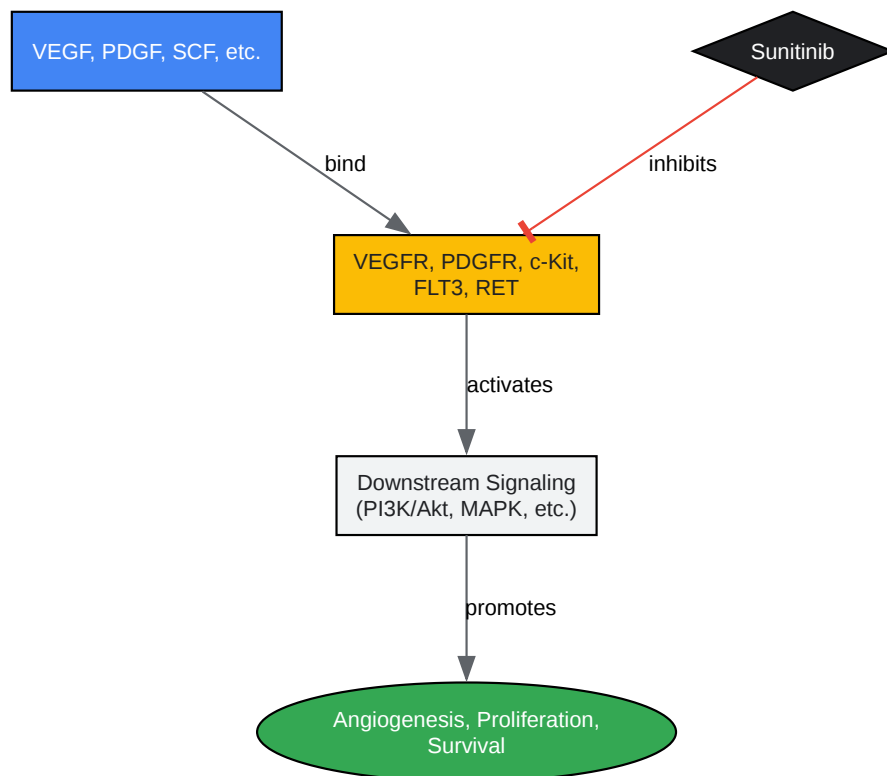 VEGF, PDGF, SCF, etc.
Sunitinib
bind
inhibits
VEGFR, PDGFR, c-Kit,
FLT3, RET
activates
Downstream Signaling
(PI3K/Akt, MAPK, etc.)
promotes
Angiogenesis, Proliferation,
Survival